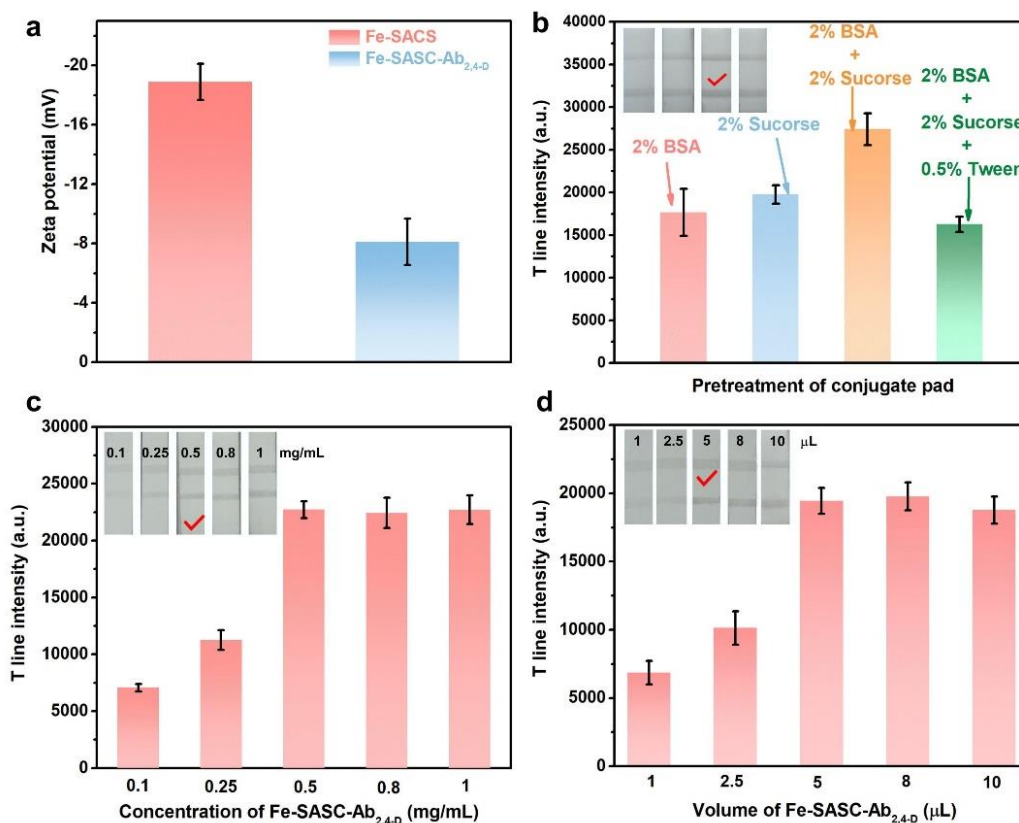 a
Fe-SACS
Fe-SASC-Ab2,4-D
Zeta potential (mV)
-20
-16
-12
-8
-4
0
b
T line intensity (a.u.)
40000
35000
30000
25000
20000
15000
10000
5000
0
2% BSA
2% Sucorse
2% BSA
+
2% Sucorse
2% BSA
+
2% Sucorse
+
0.5% Tween
Pretreatment of conjugate pad
c
T line intensity (a.u.)
30000
25000
20000
15000
10000
5000
0
0.1 0.25 0.5 0.8 1 mg/mL
0.1 0.25 0.5 0.8 1
Concentration of Fe-SASC-Ab2,4-D (mg/mL)
d
T line intensity (a.u.)
25000
20000
15000
10000
5000
0
1 2.5 5 8 10 μL
1 2.5 5 8 10
Volume of Fe-SASC-Ab2,4-D (μL)